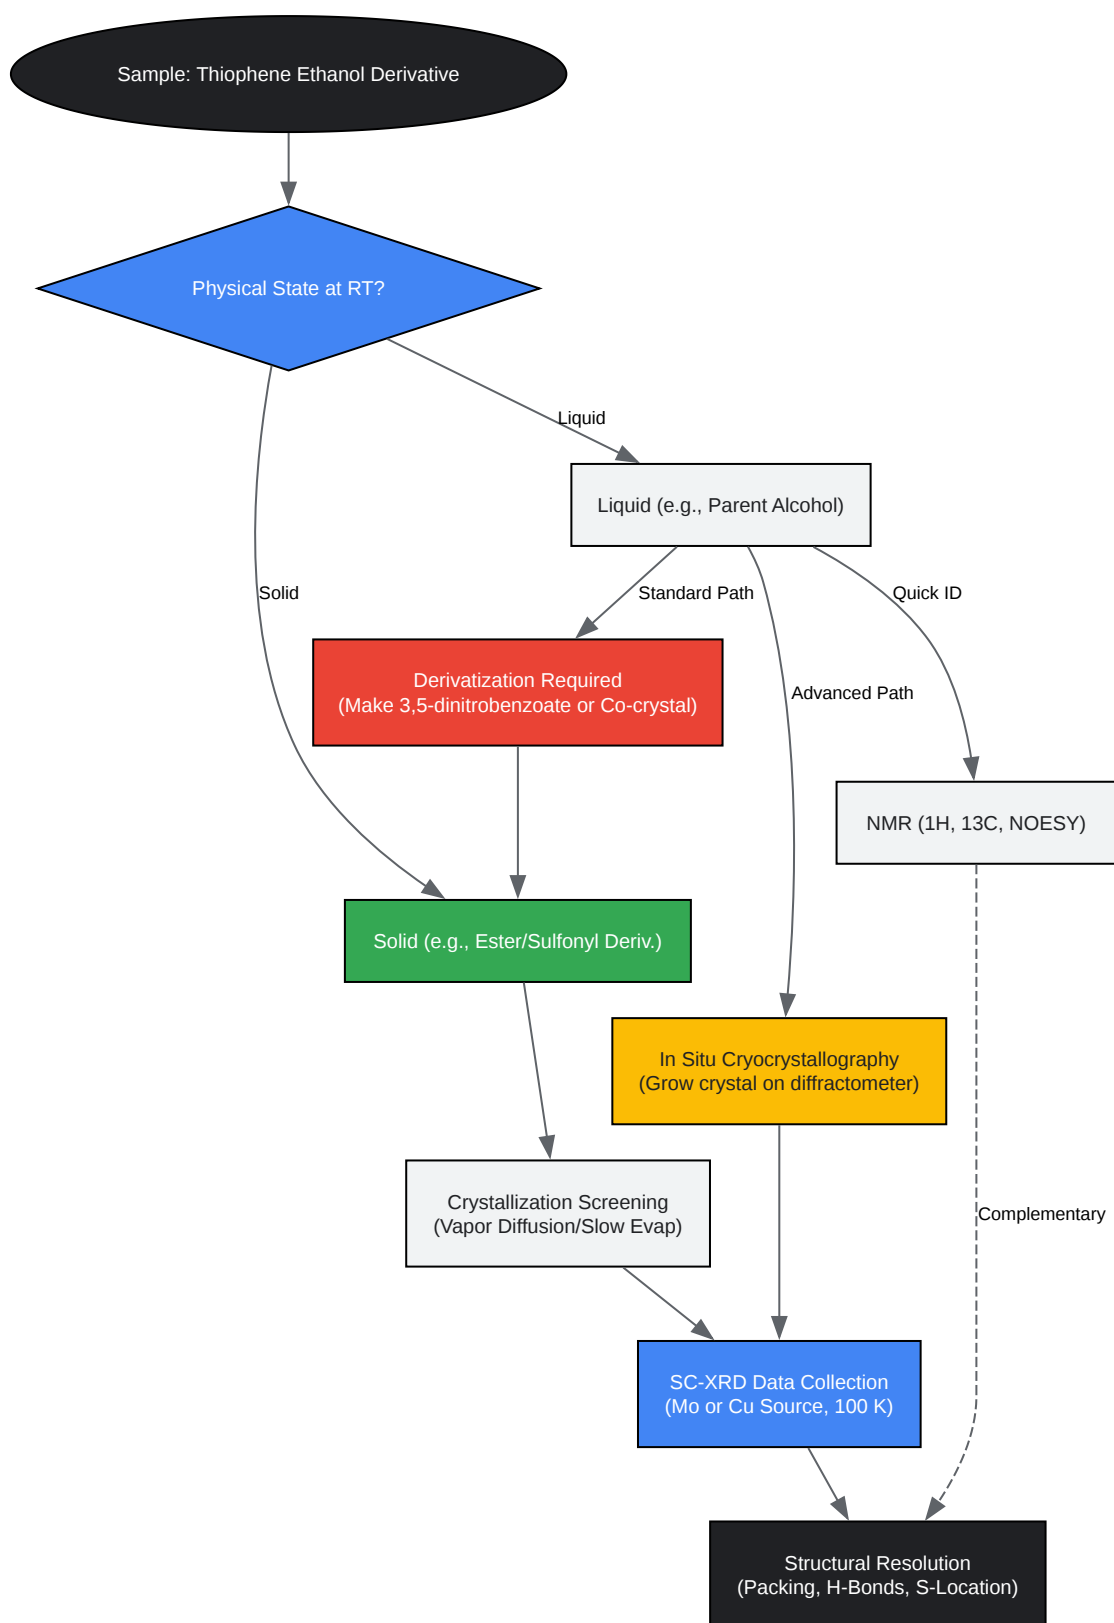 Sample: Thiophene Ethanol Derivative
Physical State at RT?
Liquid
Liquid (e.g., Parent Alcohol)
Solid
Standard Path
Quick ID
Derivatization Required
(Make 3,5-dinitrobenzoate or Co-crystal)
Advanced Path
NMR (1H, 13C, NOESY)
Solid (e.g., Ester/Sulfonyl Deriv.)
In Situ Cryocrystallography
(Grow crystal on diffractometer)
Crystallization Screening
(Vapor Diffusion/Slow Evap)
Complementary
SC-XRD Data Collection
(Mo or Cu Source, 100 K)
Structural Resolution
(Packing, H-Bonds, S-Location)